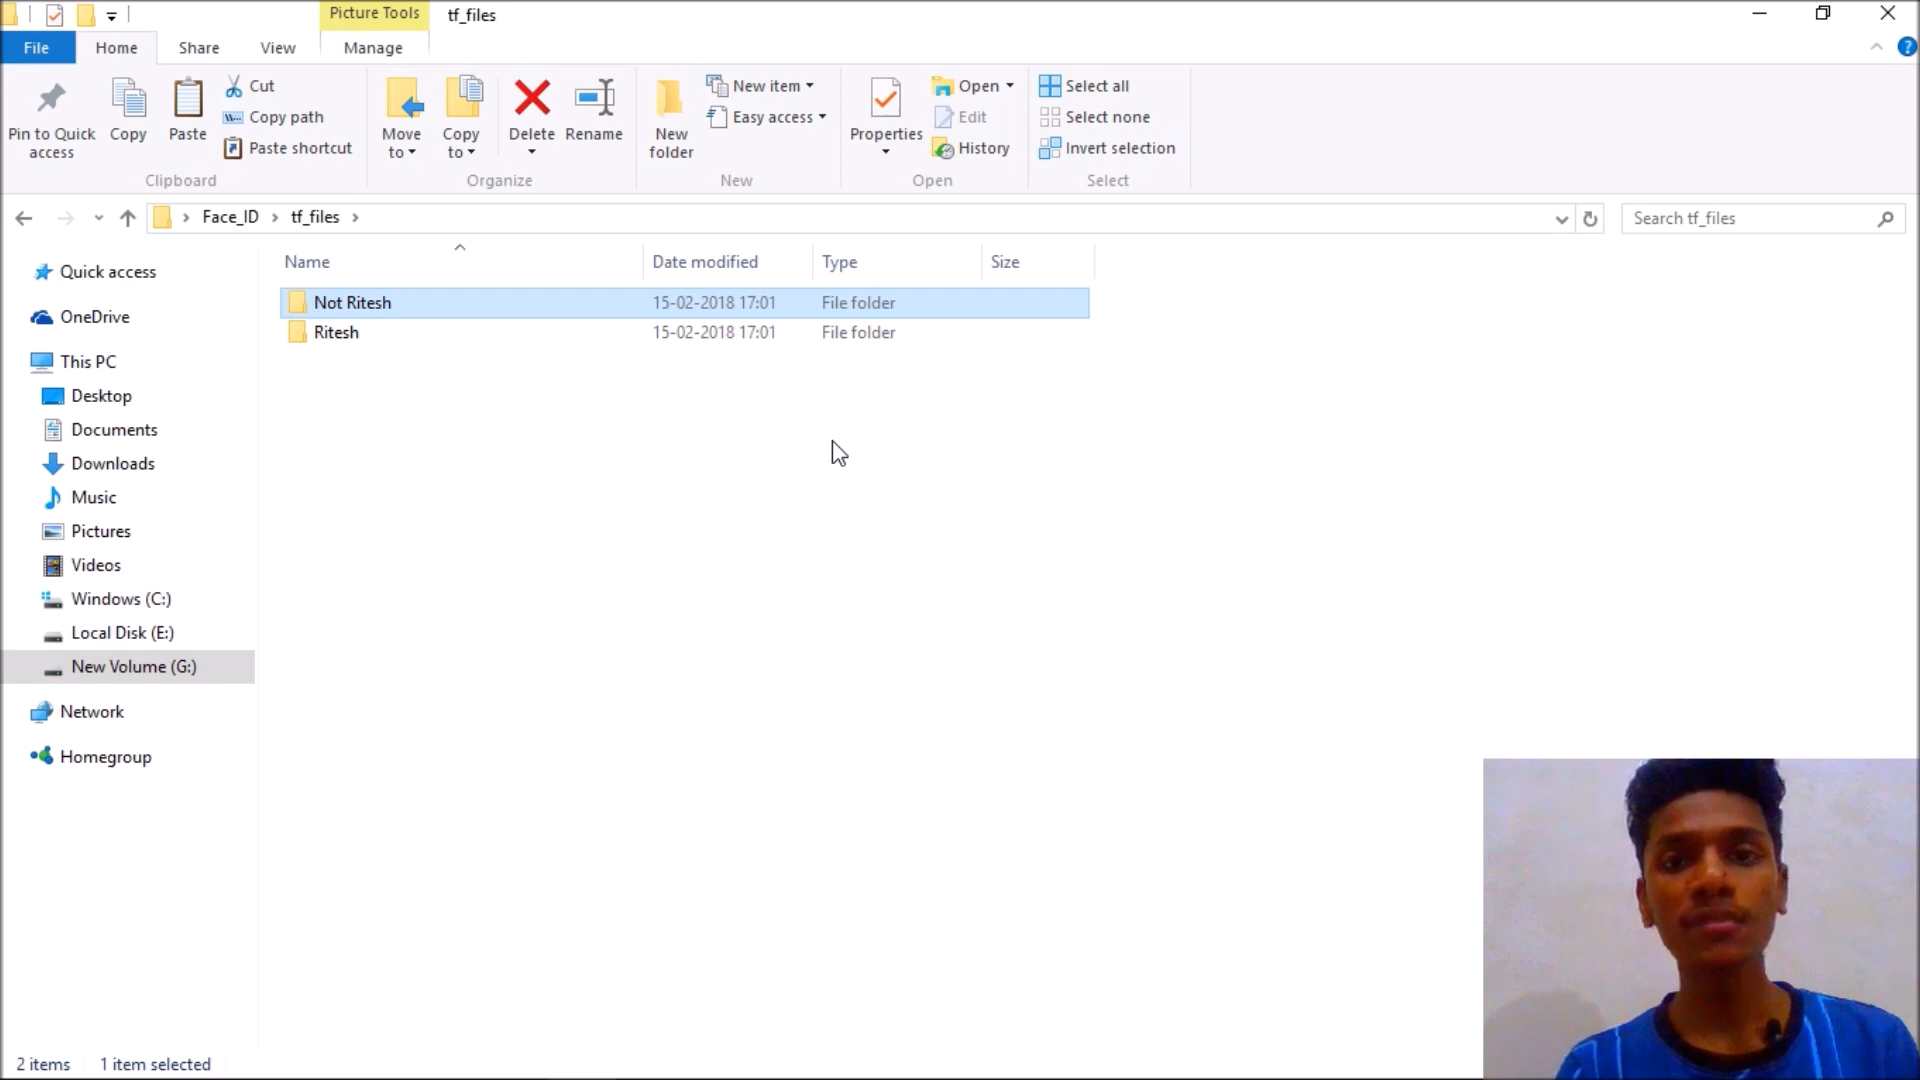 Picture Tools tf_files
File Home Share View Manage
Pin to Quick access
Copy
Paste
Cut
Copy path
Paste shortcut
Clipboard
Move to
Copy to
Delete
Rename
Organize
New folder
New item
Easy access
New
Properties
Open
Edit
History
Open
Select all
Select none
Invert selection
Select
Face_ID tf_files
Search tf_files
Name Date modified Type Size
Not Ritesh 15-02-2018 17:01 File folder
Ritesh 15-02-2018 17:01 File folder
Quick access
OneDrive
This PC
Desktop
Documents
Downloads
Music
Pictures
Videos
Windows (C:)
Local Disk (E:)
New Volume (G:)
Network
Homegroup
2 items 1 item selected